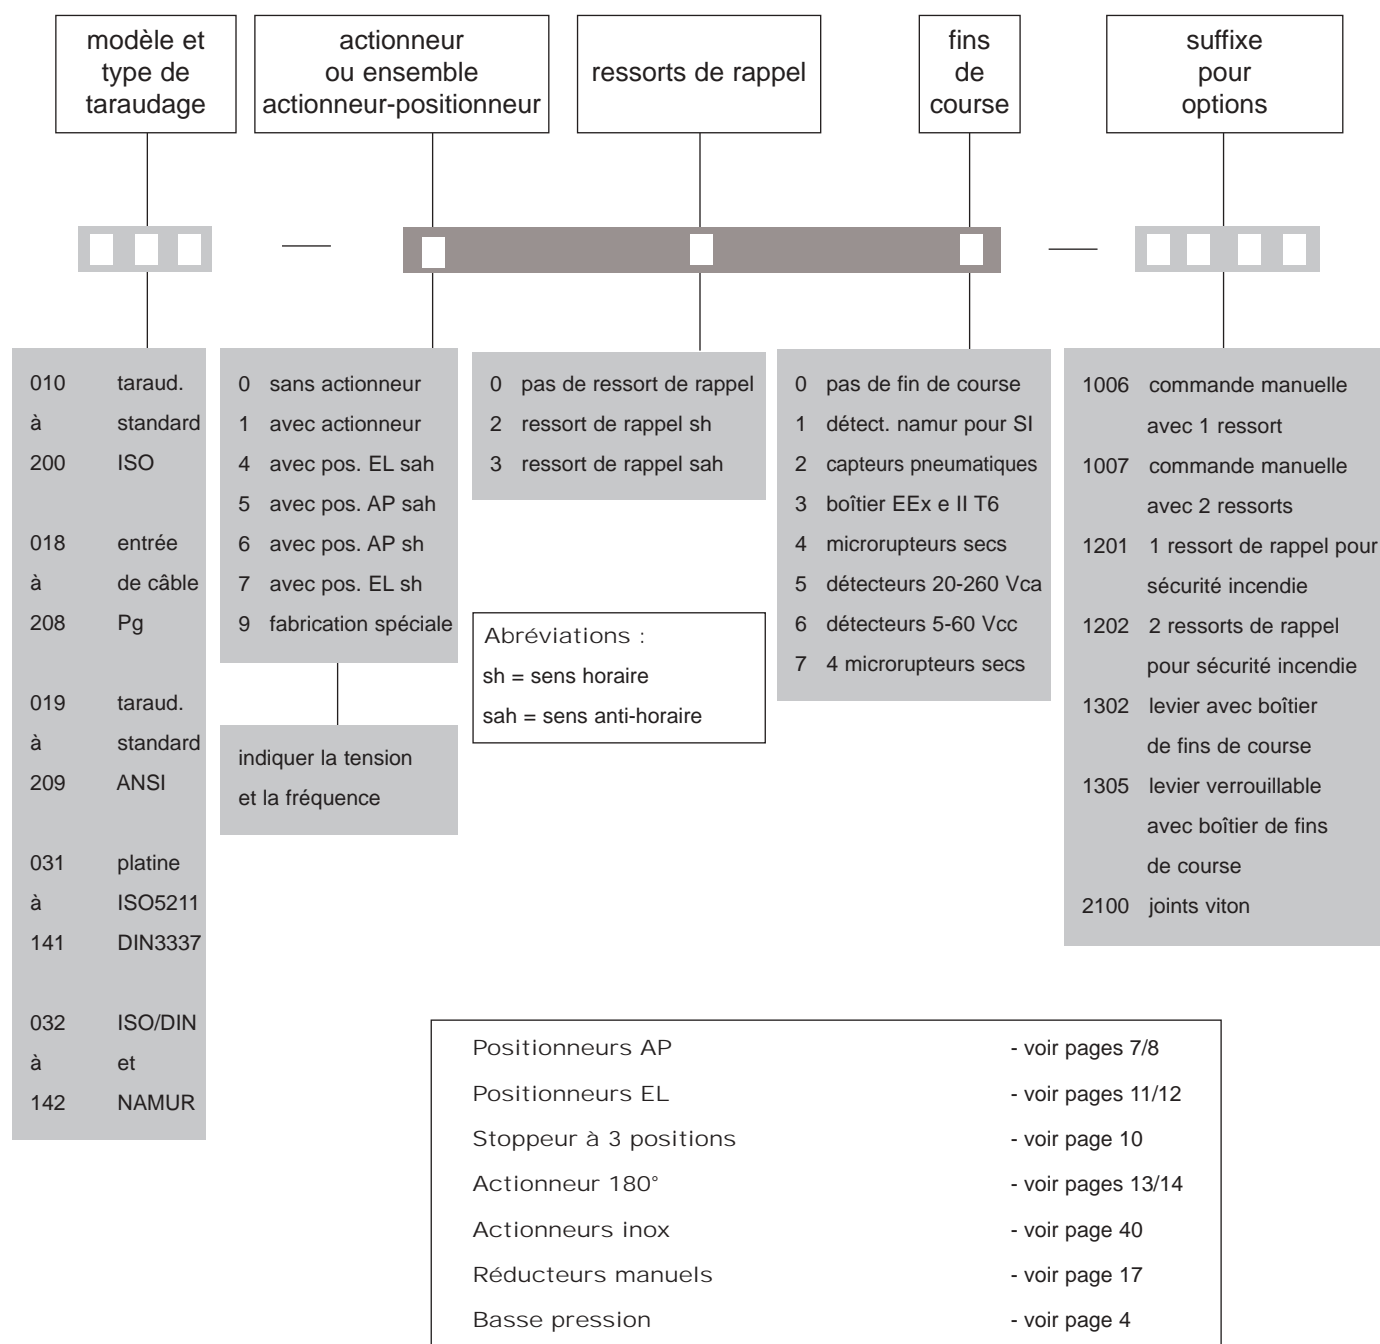 modèle et
type de
taraudage
actionneur
ou ensemble
actionneur-positionneur
ressorts de rappel
fins
de
course
suffixe
pour
options
010 taraud.
à standard
200 ISO
018 entrée
à de câble
208 Pg
019 taraud.
à standard
209 ANSI
031 platine
à ISO5211
141 DIN3337
032 ISO/DIN
à et
142 NAMUR
0 sans actionneur
1 avec actionneur
4 avec pos. EL sah
5 avec pos. AP sah
6 avec pos. AP sh
7 avec pos. EL sh
9 fabrication spéciale
indiquer la tension
et la fréquence
0 pas de ressort de rappel
2 ressort de rappel sh
3 ressort de rappel sah
Abréviations :
sh = sens horaire
sah = sens anti-horaire
0 pas de fin de course
1 détect. namur pour SI
2 capteurs pneumatiques
3 boîtier EEx e II T6
4 microrupteurs secs
5 détecteurs 20-260 Vca
6 détecteurs 5-60 Vcc
7 4 microrupteurs secs
1006 commande manuelle
avec 1 ressort
1007 commande manuelle
avec 2 ressorts
1201 1 ressort de rappel pour
sécurité incendie
1202 2 ressorts de rappel
pour sécurité incendie
1302 levier avec boîtier
de fins de course
1305 levier verrouillable
avec boîtier de fins
de course
2100 joints viton
Positionneurs AP - voir pages 7/8
Positionneurs EL - voir pages 11/12
Stoppeur à 3 positions - voir page 10
Actionneur 180° - voir pages 13/14
Actionneurs inox - voir page 40
Réducteurs manuels - voir page 17
Basse pression - voir page 4